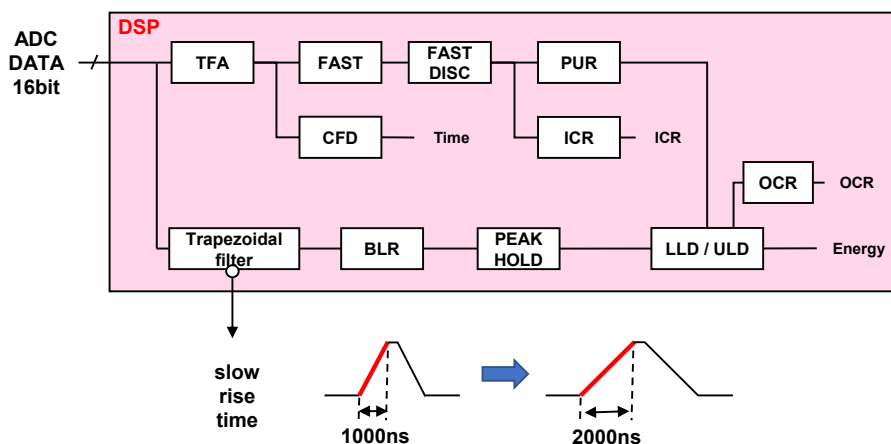 DSP
ADC
DATA
16bit
TFA
FAST
FAST
DISC
PUR
CFD
Time
ICR
ICR
OCR
OCR
Trapezoidal
filter
BLR
PEAK
HOLD
LLD / ULD
Energy
slow
rise
time
1000ns
2000ns